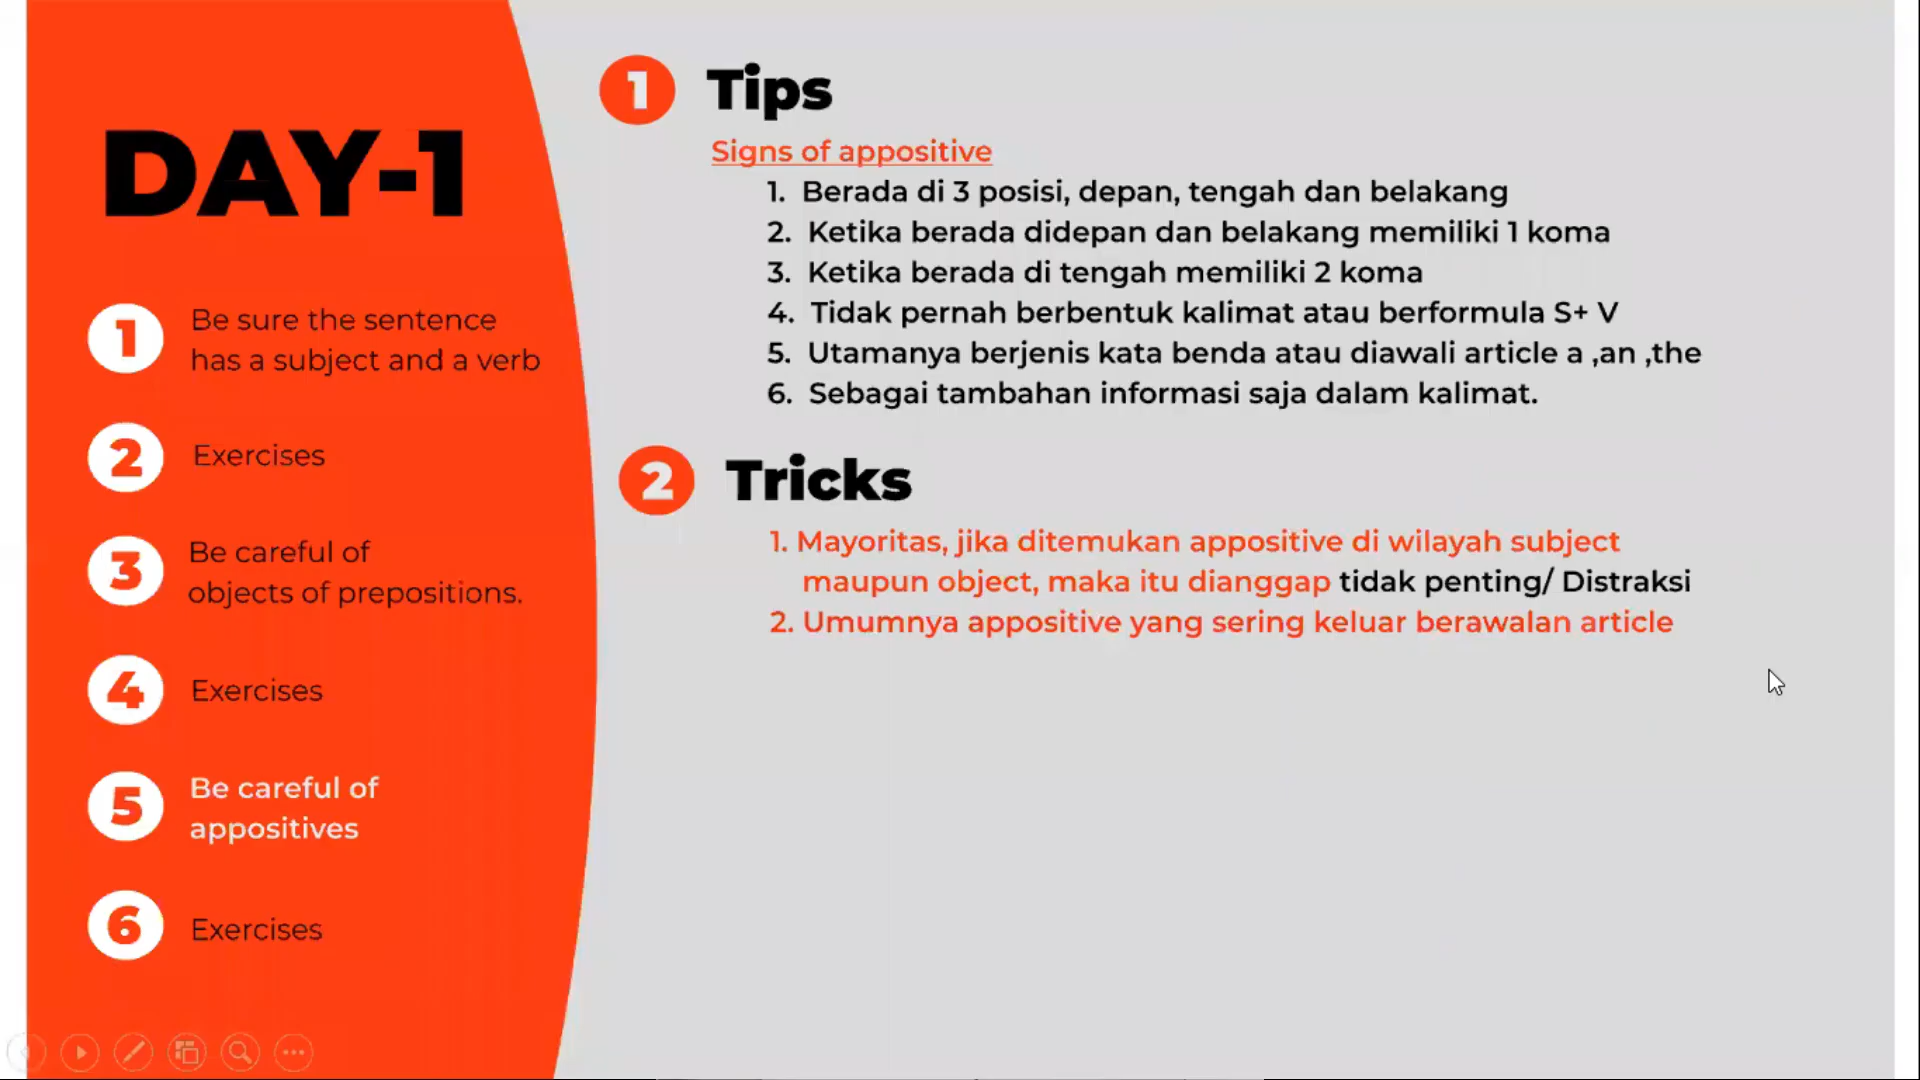 DAY-1
1 Be sure the sentence
has a subject and a verb
2 Exercises
3 Be careful of
objects of prepositions.
4 Exercises
5 Be careful of
appositives
6 Exercises
1 Tips
Signs of appositive
1. Berada di 3 posisi, depan, tengah dan belakang
2. Ketika berada didepan dan belakang memiliki 1 koma
3. Ketika berada di tengah memiliki 2 koma
4. Tidak pernah berbentuk kalimat atau berformula S+ V
5. Utamanya berjenis kata benda atau diawali article a ,an ,the
6. Sebagai tambahan informasi saja dalam kalimat.
2 Tricks
1. Mayoritas, jika ditemukan appositive di wilayah subject
maupun object, maka itu dianggap tidak penting/ Distraksi
2. Umumnya appositive yang sering keluar berawalan article